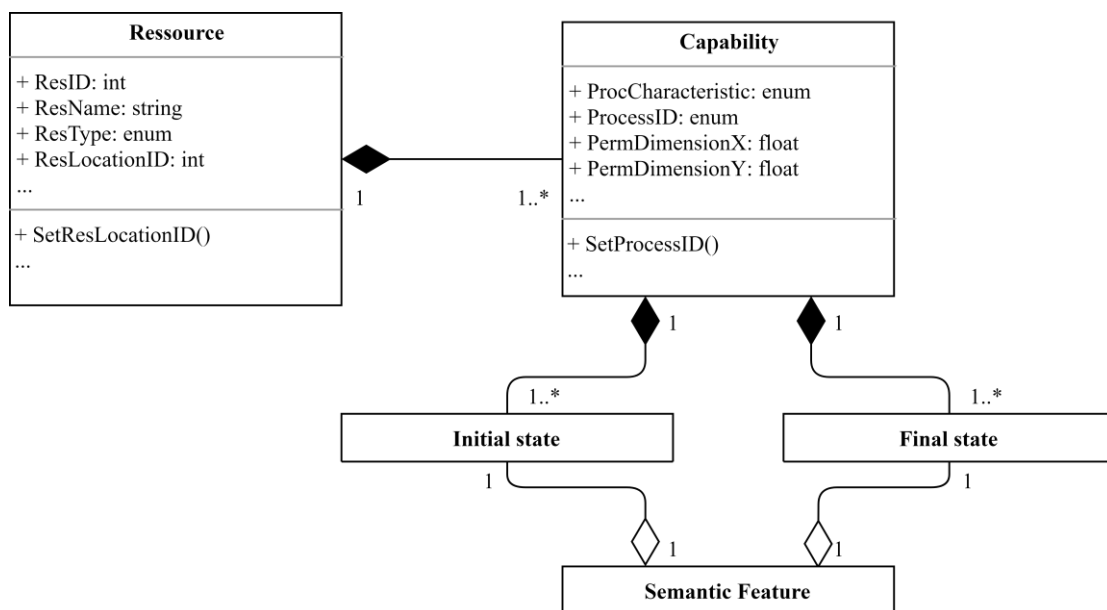 Ressource
+ ResID: int
+ ResName: string
+ ResType: enum
+ ResLocationID: int
...
+ SetResLocationID()
...
1
1..*
Capability
+ ProcCharacteristic: enum
+ ProcessID: enum
+ PermDimensionX: float
+ PermDimensionY: float
...
+ SetProcessID()
...
1
1
1..*
1..*
Initial state
Final state
1
1
1
1
Semantic Feature